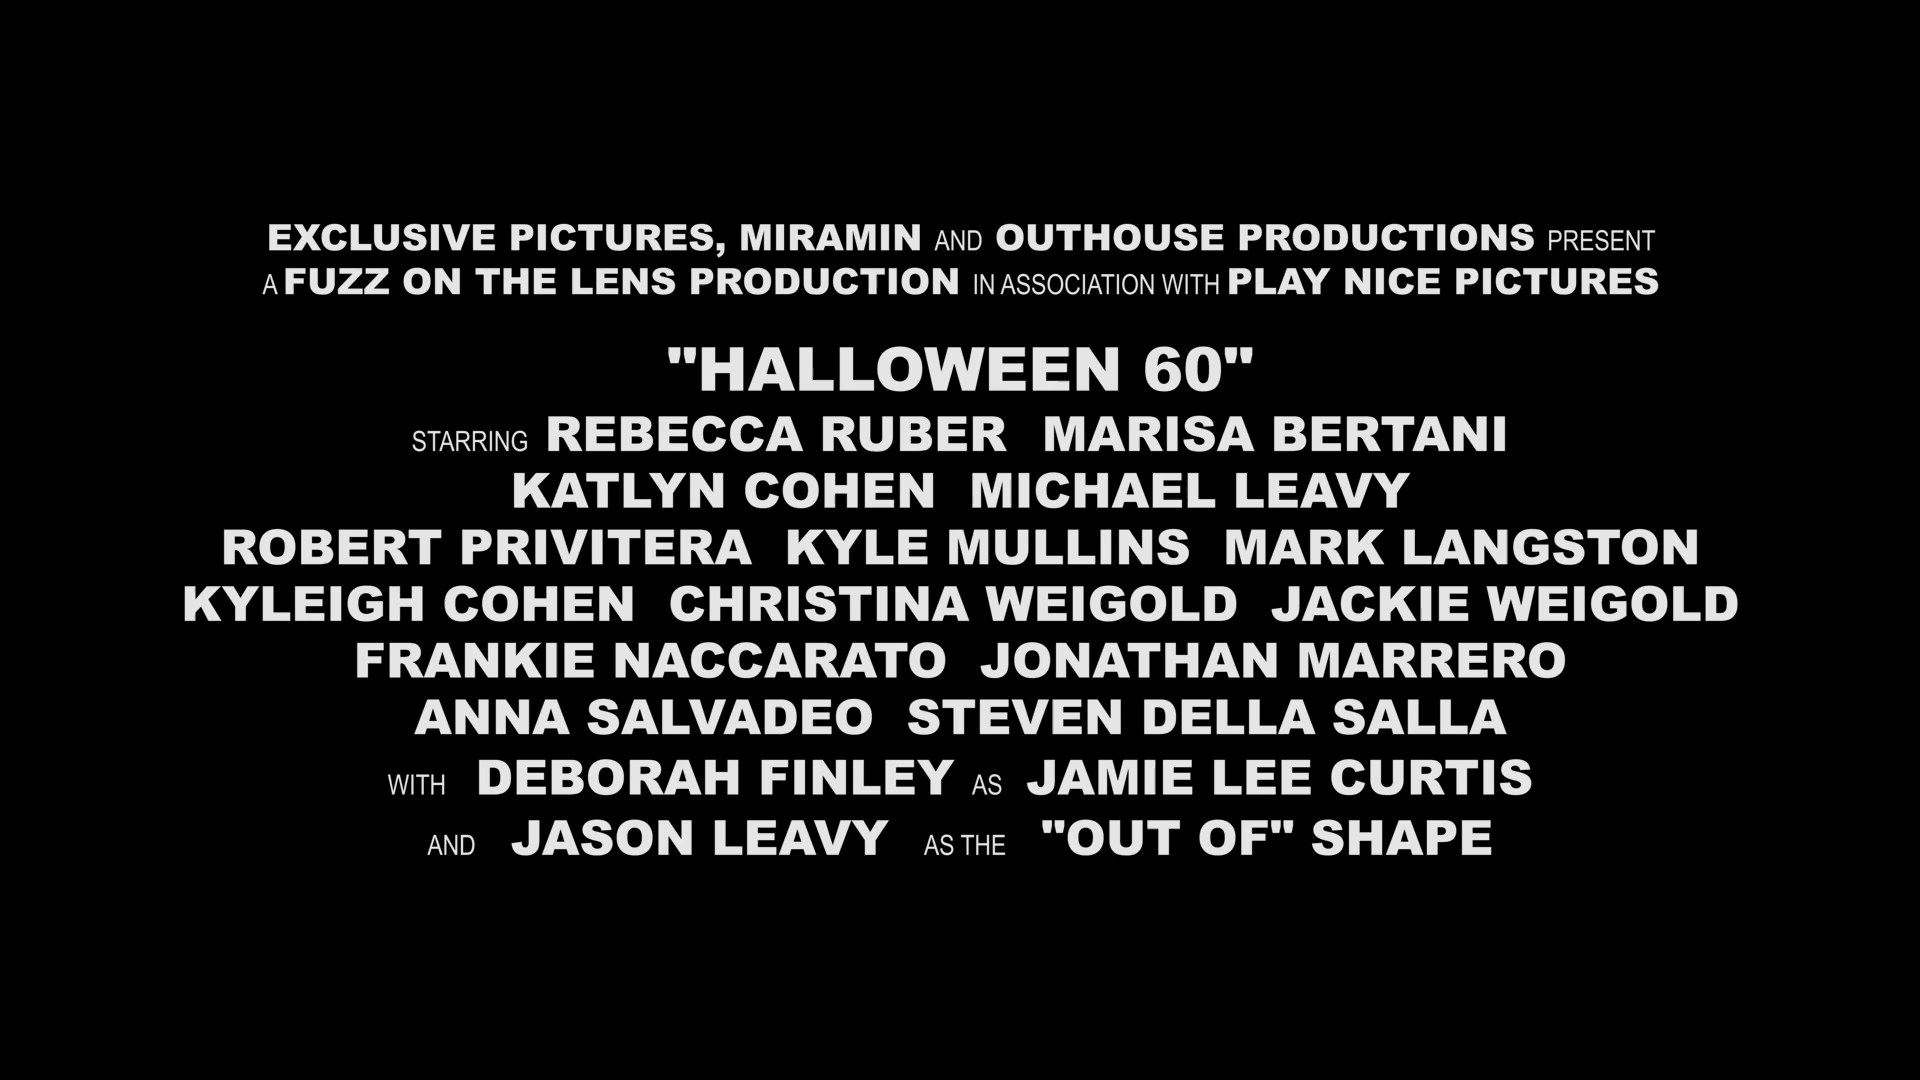 EXCLUSIVE PICTURES, MIRAMIN AND OUTHOUSE PRODUCTIONS PRESENT
A FUZZ ON THE LENS PRODUCTION IN ASSOCIATION WITH PLAY NICE PICTURES
"HALLOWEEN 60"
STARRING REBECCA RUBER MARISA BERTANI
KATLYN COHEN MICHAEL LEAVY
ROBERT PRIVITERA KYLE MULLINS MARK LANGSTON
KYLEIGH COHEN CHRISTINA WEIGOLD JACKIE WEIGOLD
FRANKIE NACCARATO JONATHAN MARRERO
ANNA SALVADEO STEVEN DELLA SALLA
WITH DEBORAH FINLEY AS JAMIE LEE CURTIS
AND JASON LEAVY AS THE "OUT OF" SHAPE